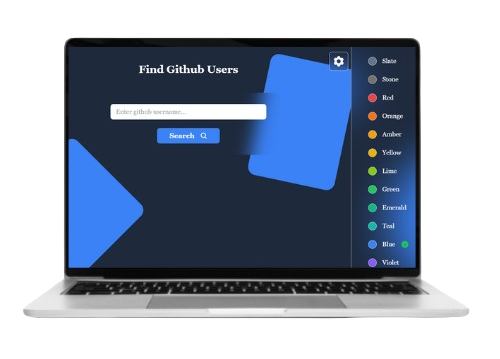 Find Github Users
Enter github username...
Search
Slate
Stone
Red
Orange
Amber
Yellow
Lime
Green
Emerald
Teal
Blue
Violet